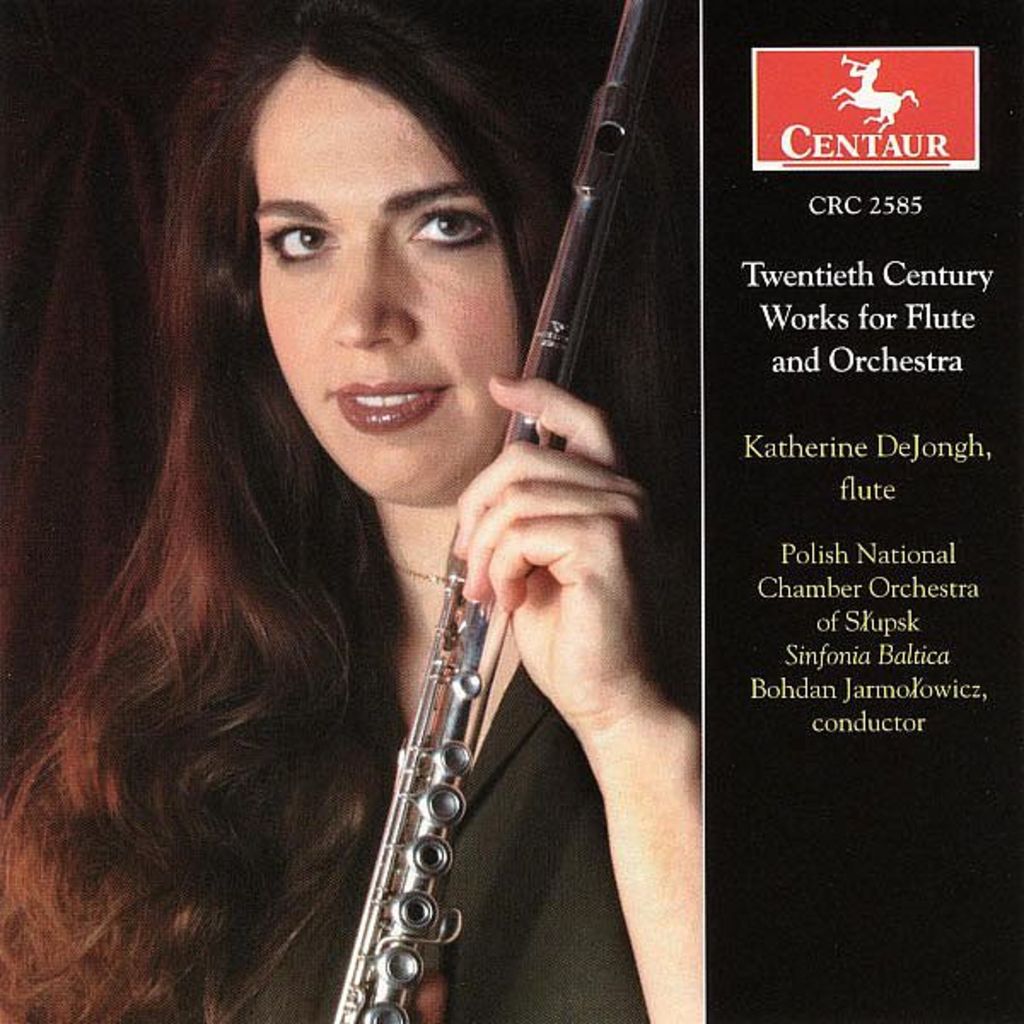 CENTAUR
CRC 2585
Twentieth Century
Works for Flute
and Orchestra
Katherine DeJongh,
flute
Polish National
Chamber Orchestra
of Słupsk
Sinfonia Baltica
Bohdan Jarmołowicz,
conductor